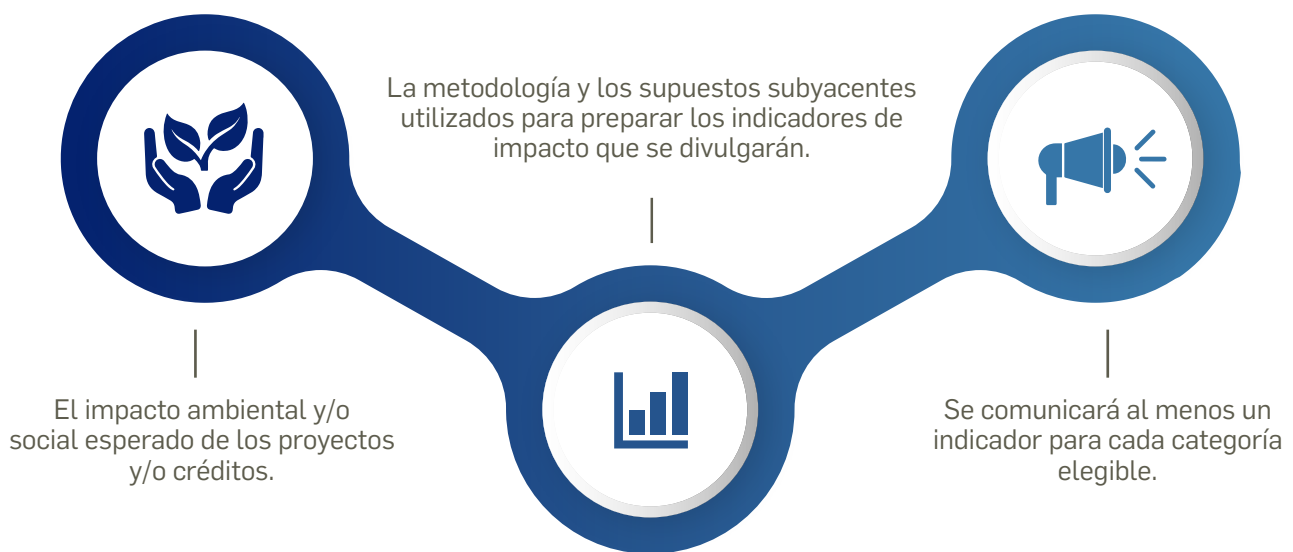 El impacto ambiental y/o
social esperado de los proyectos
y/o créditos.
La metodología y los supuestos subyacentes
utilizados para preparar los indicadores de
impacto que se divulgarán.
Se comunicará al menos un
indicador para cada categoría
elegible.